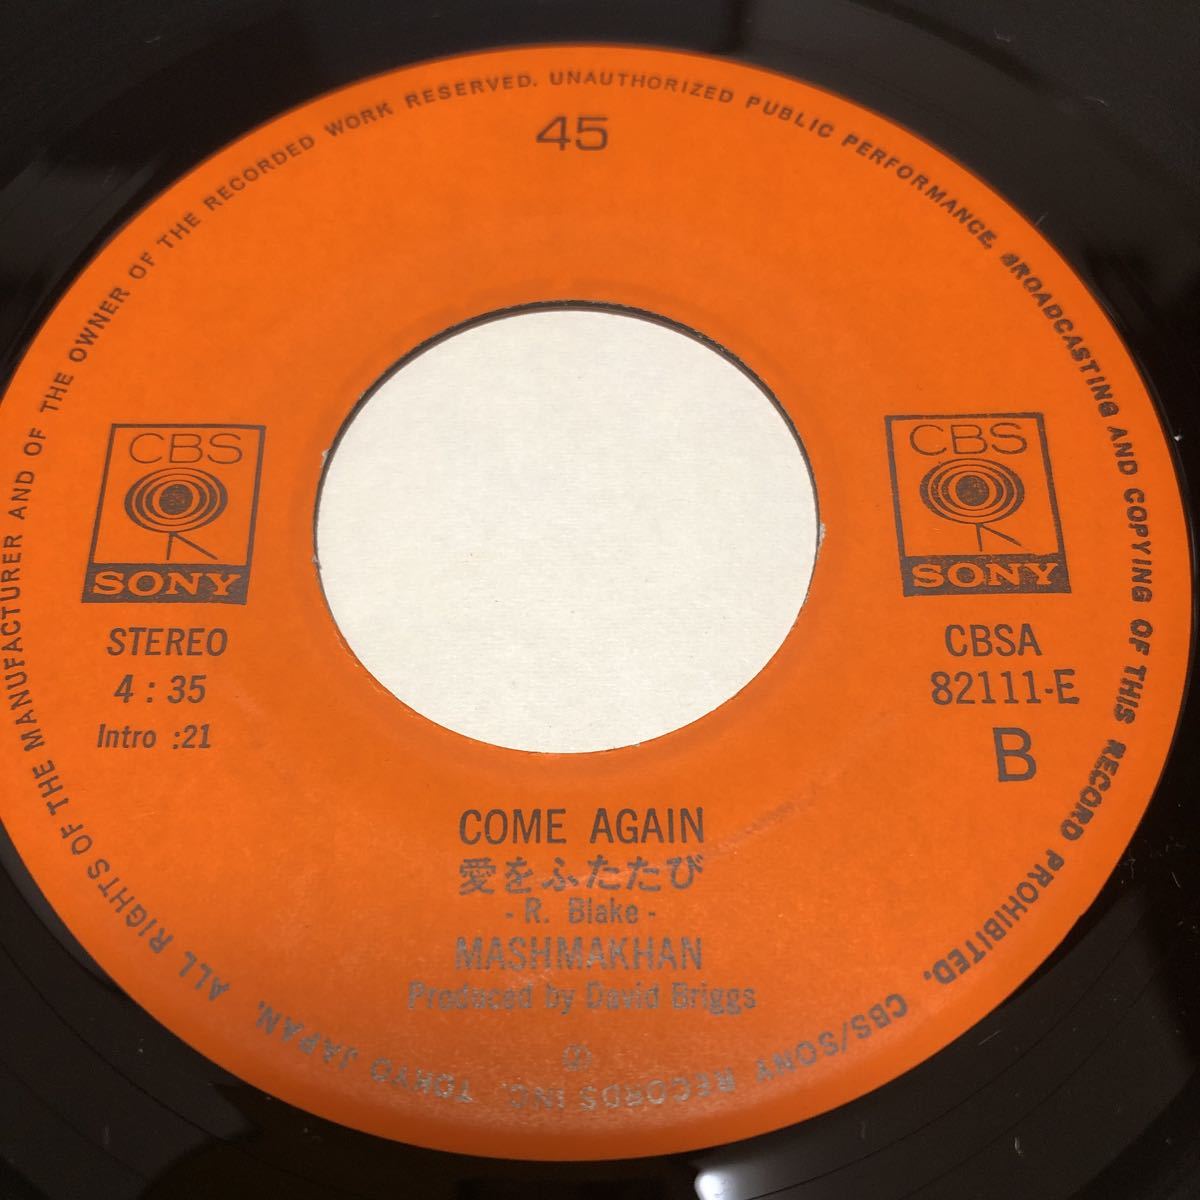 45
CBS
SONY
CBS
SONY
STEREO
4 : 35
Intro :21
CBSA
82111-E
B
COME AGAIN
愛をふたたび
- R. Blake -
MASHMAKHAN
Produced by David Briggs
ALL RIGHTS OF THE MANUFACTURER AND OF THE OWNER OF THE RECORDED WORK RESERVED. UNAUTHORIZED PUBLIC PERFORMANCE, BROADCASTING AND COPYING OF THIS RECORD PROHIBITED. CBS/SONY RECORDS INC. TOKYO JAPAN.